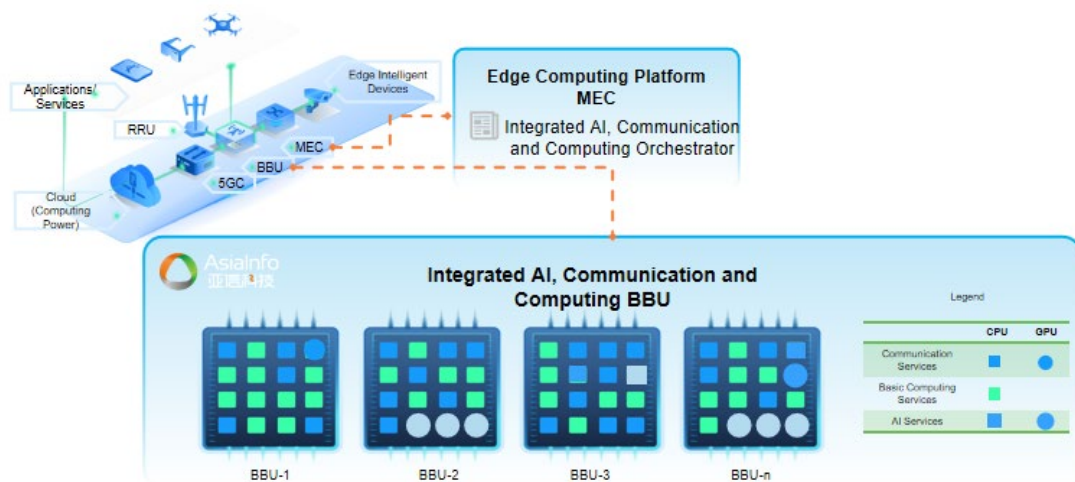 Applications/
Services
RRU
Edge Intelligent
Devices
MEC
BBU
5GC
Cloud
(Computing
Power)
Edge Computing Platform
MEC
Integrated AI, Communication
and Computing Orchestrator
AsiaInfo
亚信科技
Integrated AI, Communication and
Computing BBU
BBU-1
BBU-2
BBU-3
BBU-n
Legend
CPU GPU
Communication
Services
Basic Computing
Services
AI Services